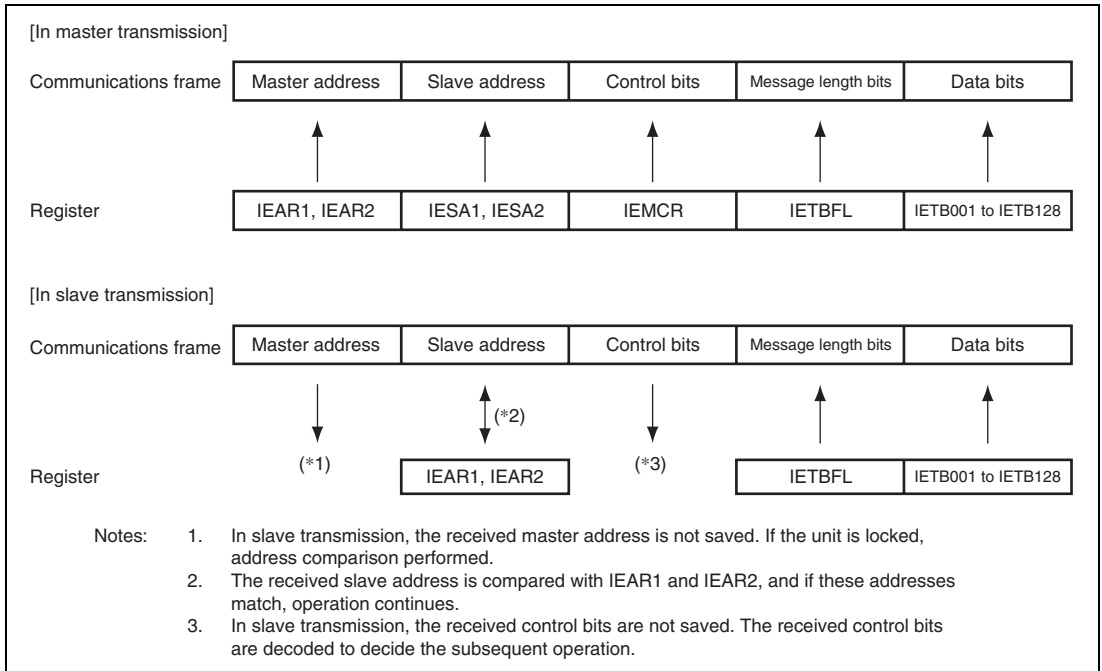 [In master transmission]
Communications frame Master address Slave address Control bits Message length bits Data bits
Register IEAR1, IEAR2 IESA1, IESA2 IEMCR IETBFL IETB001 to IETB128
[In slave transmission]
Communications frame Master address Slave address Control bits Message length bits Data bits
(*2)
Register (*1) IEAR1, IEAR2 (*3) IETBFL IETB001 to IETB128
Notes: 1. In slave transmission, the received master address is not saved. If the unit is locked,
address comparison performed.
2. The received slave address is compared with IEAR1 and IEAR2, and if these addresses
match, operation continues.
3. In slave transmission, the received control bits are not saved. The received control bits
are decoded to decide the subsequent operation.